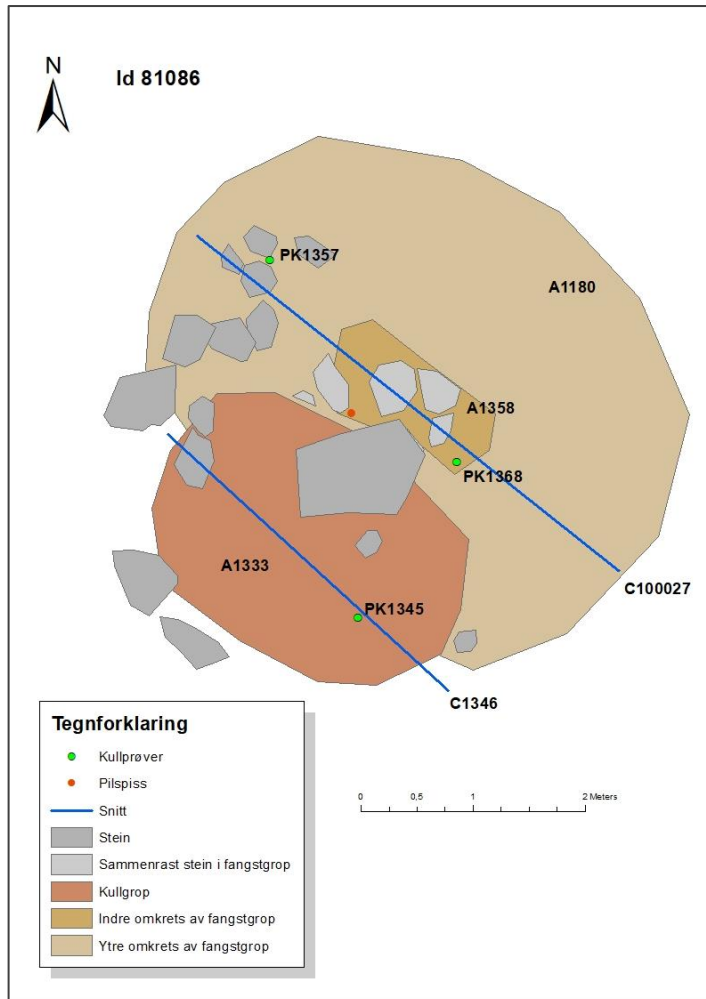 N
Id 81086
PK1357
A1180
A1358
PK1368
A1333
C100027
PK1345
C1346
Tegnforklaring
Kullprøver
Pilspiss
Snitt
Stein
Sammenrast stein i fangstgrop
Kullgrop
Indre omkrets av fangstgrop
Ytre omkrets av fangstgrop
0 0,5 1 2 Meters